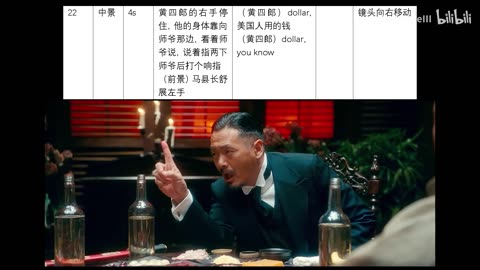 22
中景
4s
黄四郎的右手停
住，他的身体靠向
师爷那边，看着师
爷说，说着指两下
师爷后打个响指
（前景）马县长舒
展左手
（黄四郎）dollar,
美国人用的钱
（黄四郎）dollar,
you know
镜头向右移动
bilibili